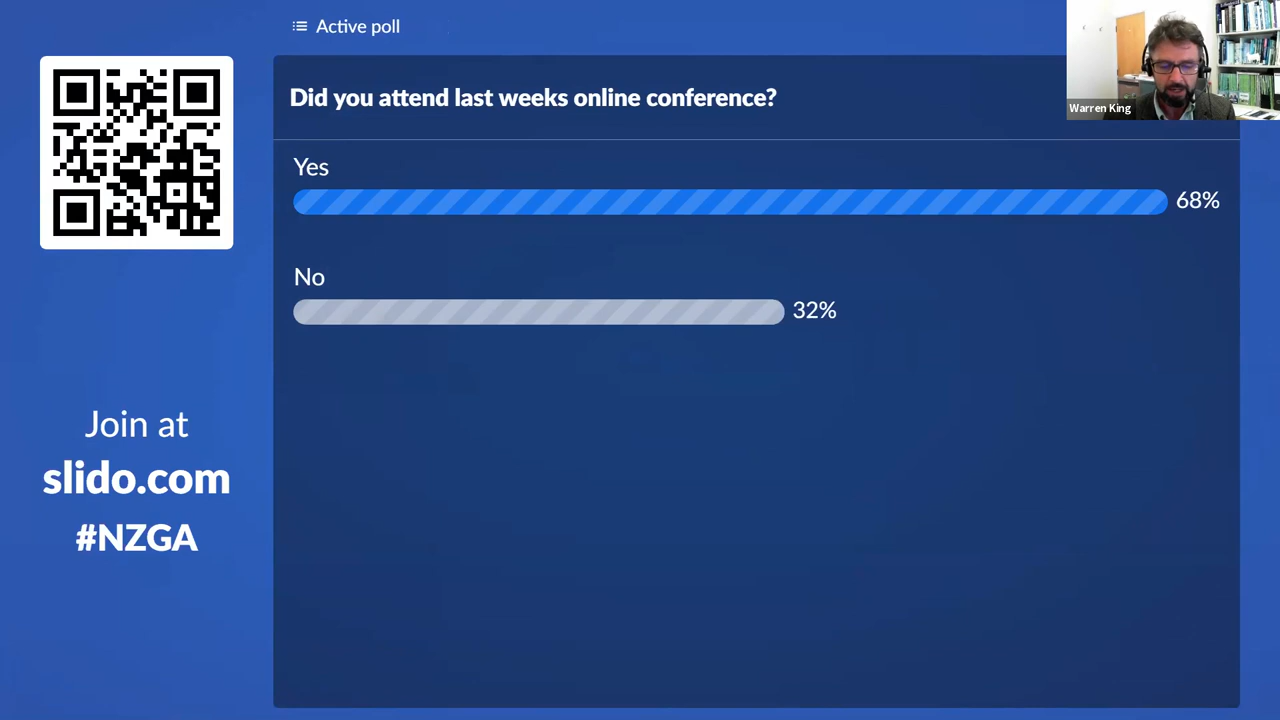 Active poll
Did you attend last weeks online conference?
Warren King
Yes
68%
No
32%
Join at
slido.com
#NZGA